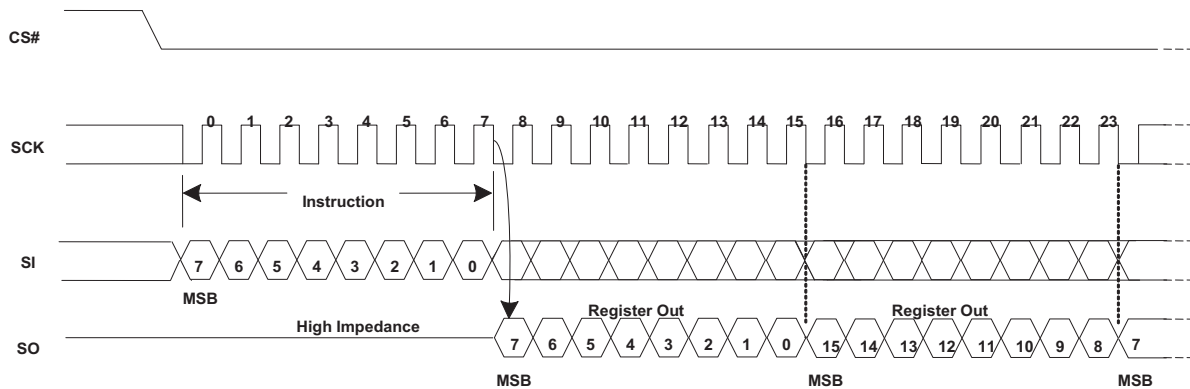 CS#
0 1 2 3 4 5 6 7 8 9 10 11 12 13 14 15 16 17 18 19 20 21 22 23
SCK
Instruction
SI
7 6 5 4 3 2 1 0
MSB
High Impedance
Register Out
Register Out
SO
7 6 5 4 3 2 1 0 15 14 13 12 11 10 9 8 7
MSB
MSB
MSB